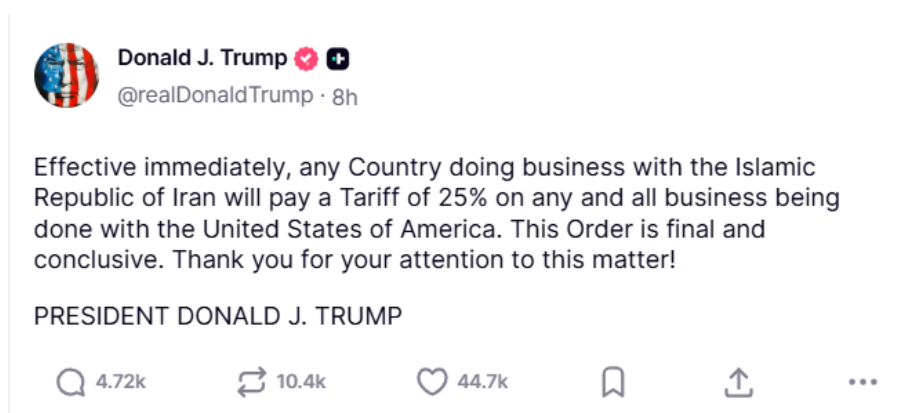 Donald J. Trump
@realDonaldTrump · 8h
Effective immediately, any Country doing business with the Islamic
Republic of Iran will pay a Tariff of 25% on any and all business being
done with the United States of America. This Order is final and
conclusive. Thank you for your attention to this matter!
PRESIDENT DONALD J. TRUMP
4.72k 10.4k 44.7k